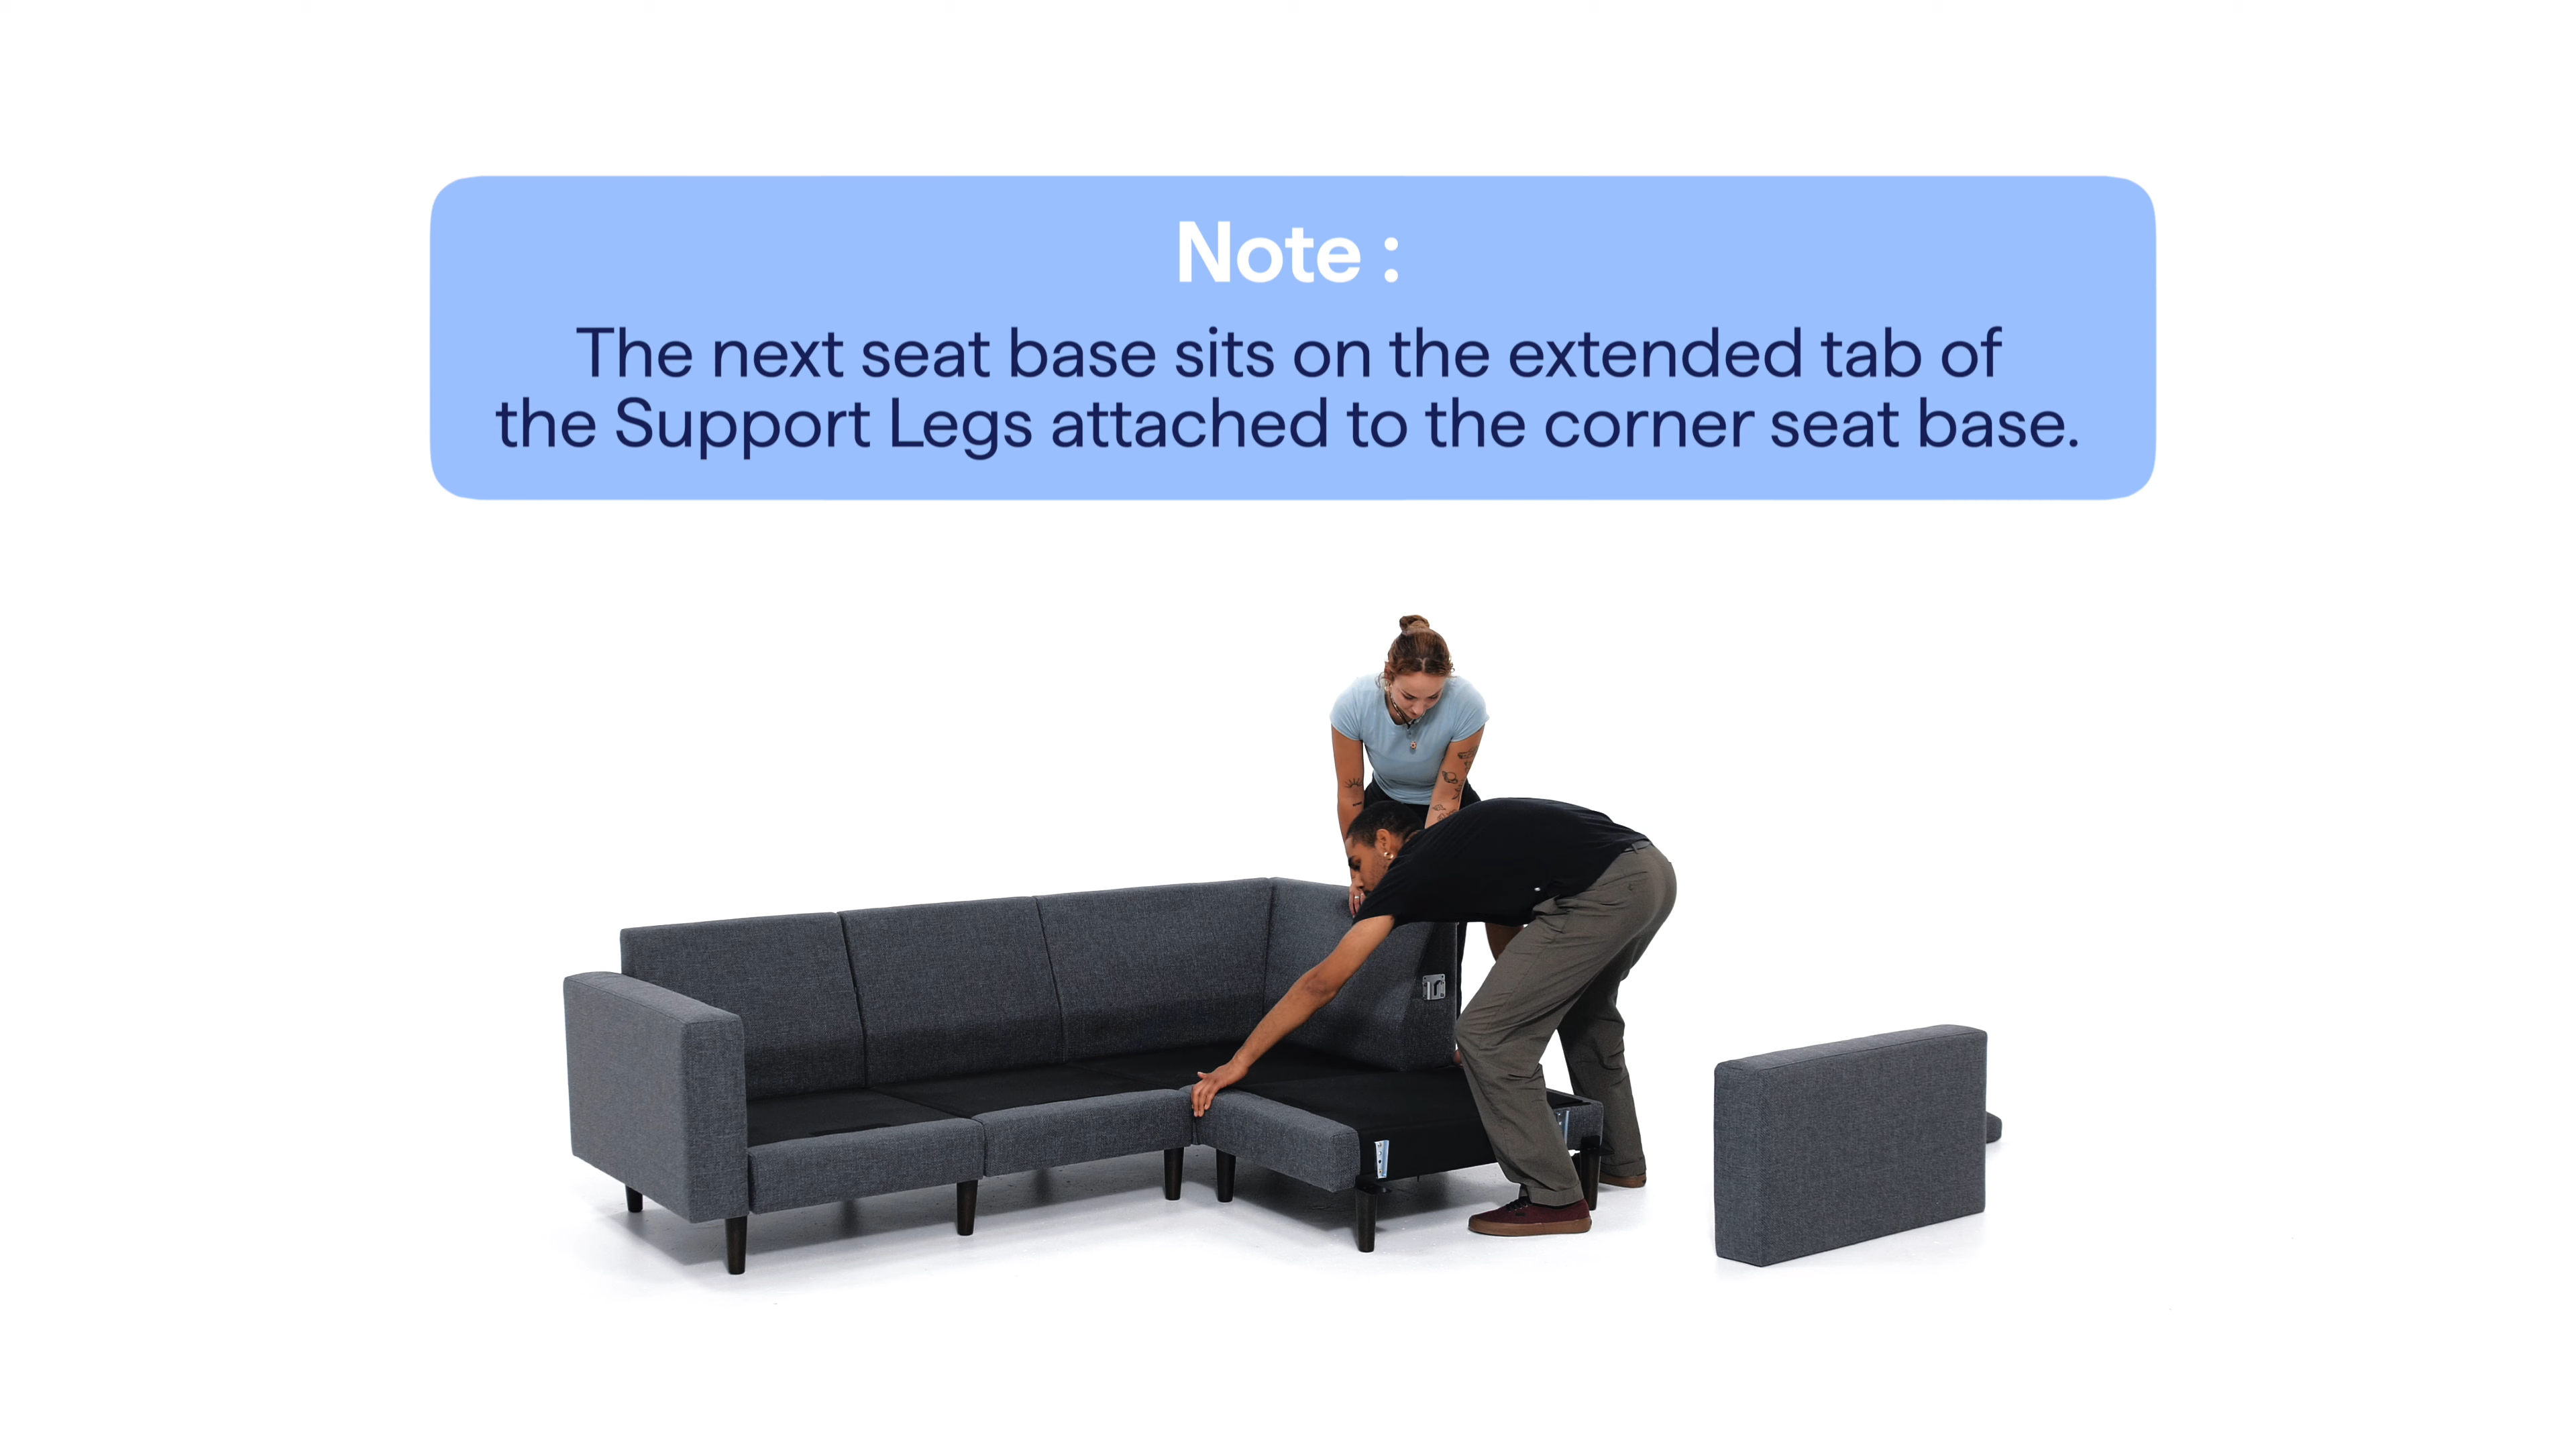 Note :
The next seat base sits on the extended tab of
the Support Legs attached to the corner seat base.